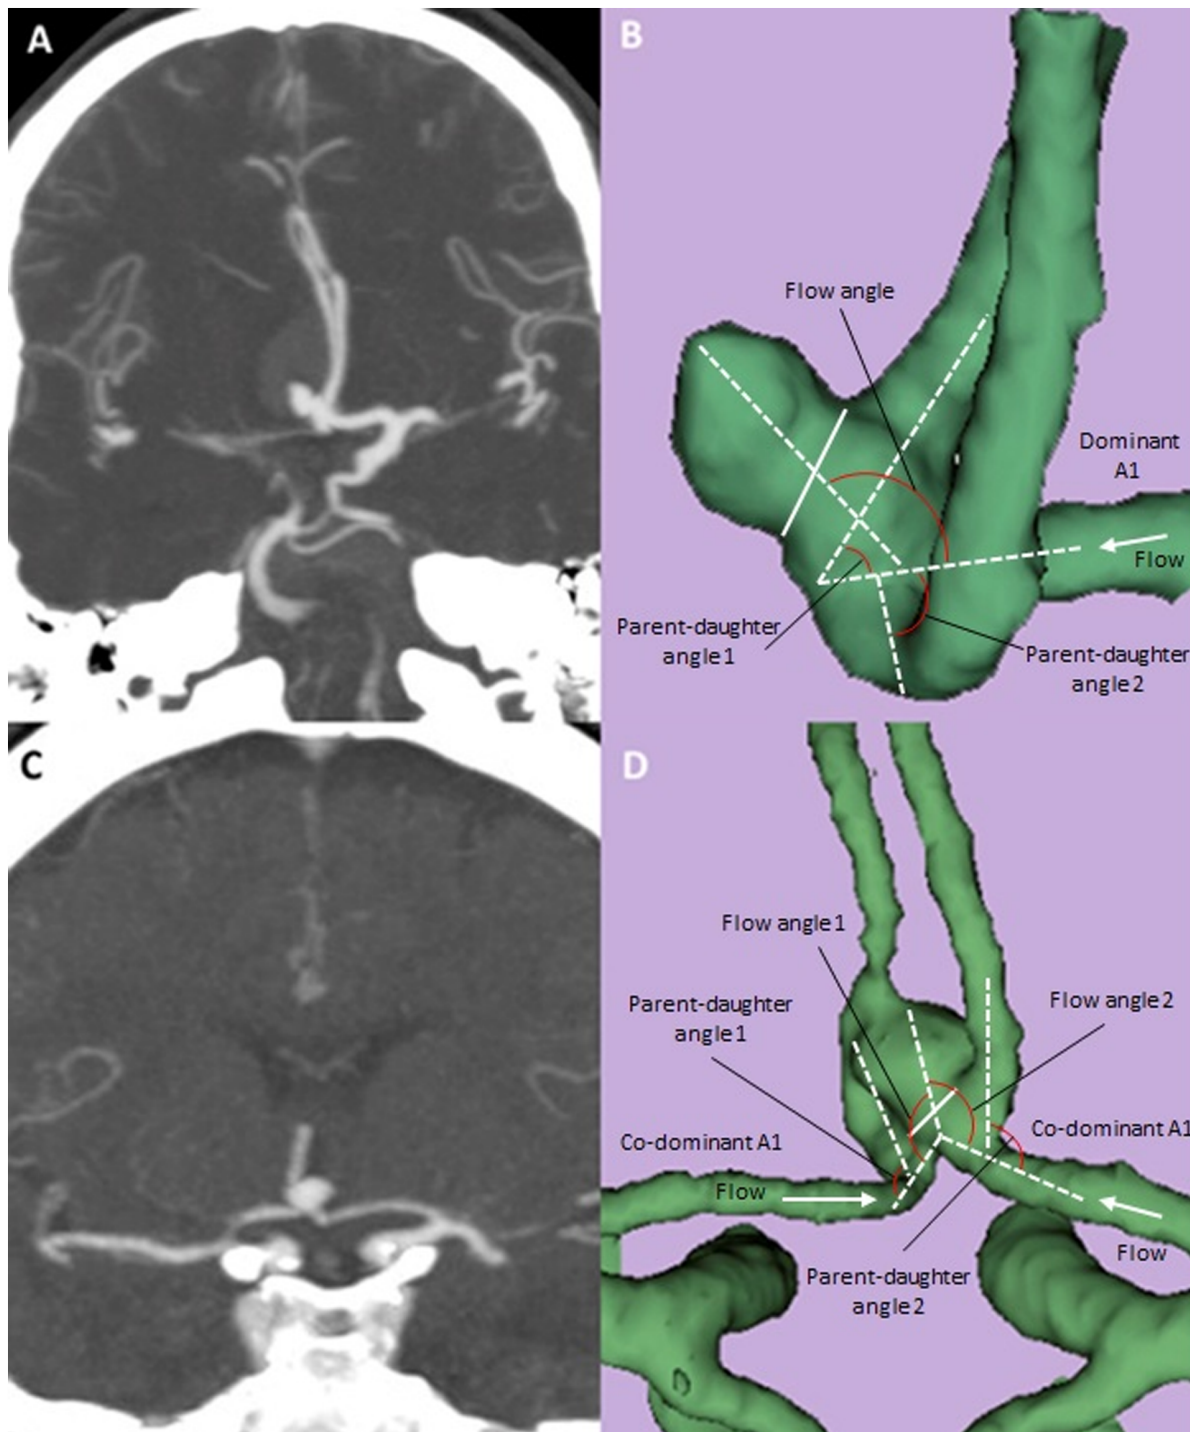 A
B
Flow angle
Dominant
A1
Flow
Parent-daughter
angle 1
Parent-daughter
angle 2
C
D
Flow angle 1
Parent-daughter
angle 1
Flow angle 2
Co-dominant A1
Co-dominant A1
Flow
Flow
Parent-daughter
angle 2